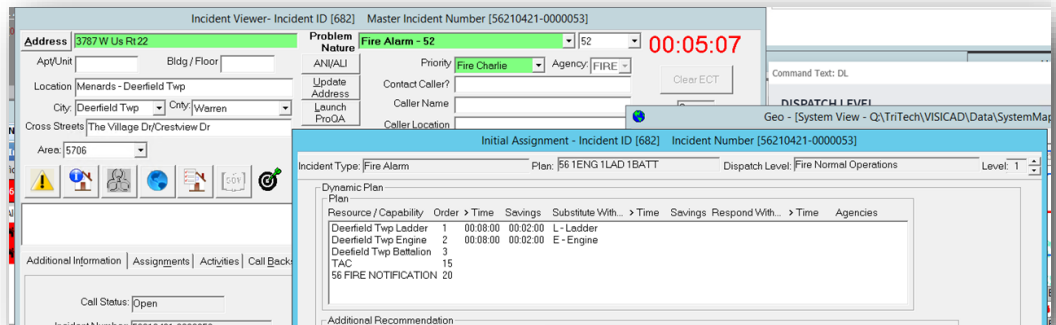 Incident Viewer- Incident ID [682] Master Incident Number [56210421-0000053]
Address 3787 W Us Rt 22 Problem Nature Fire Alarm - 52 52 00:05:07
Apt/Unit Bldg / Floor ANI/ALI Priority Fire Charlie Agency: FIRE Clear ECT
Location Menards - Deerfield Twp Update Address Contact Caller?
City: Deerfield Twp Cnty: Warren Launch ProQA Caller Name
Cross Streets The Village Dr/Crestview Dr Caller Location
Area: 5706
Command Text: DL
DISPATCH LEVEL
Geo - [System View - Q:\TriTech\VISICAD\Data\SystemMap
Initial Assignment - Incident ID [682] Incident Number [56210421-0000053]
Incident Type: Fire Alarm Plan: 56 1ENG 1LAD 1BATT Dispatch Level: Fire Normal Operations Level: 1
Dynamic Plan
Plan
Resource / Capability Order > Time Savings Substitute With... > Time Savings Respond With... > Time Agencies
Deerfield Twp Ladder 1 00:08:00 00:02:00 L - Ladder
Deerfield Twp Engine 2 00:08:00 00:02:00 E - Engine
Deefield Twp Battalion 3
TAC 15
56 FIRE NOTIFICATION 20
Additional Recommendation
SOV
Additional Information Assignments Activities Call Back
Call Status: Open